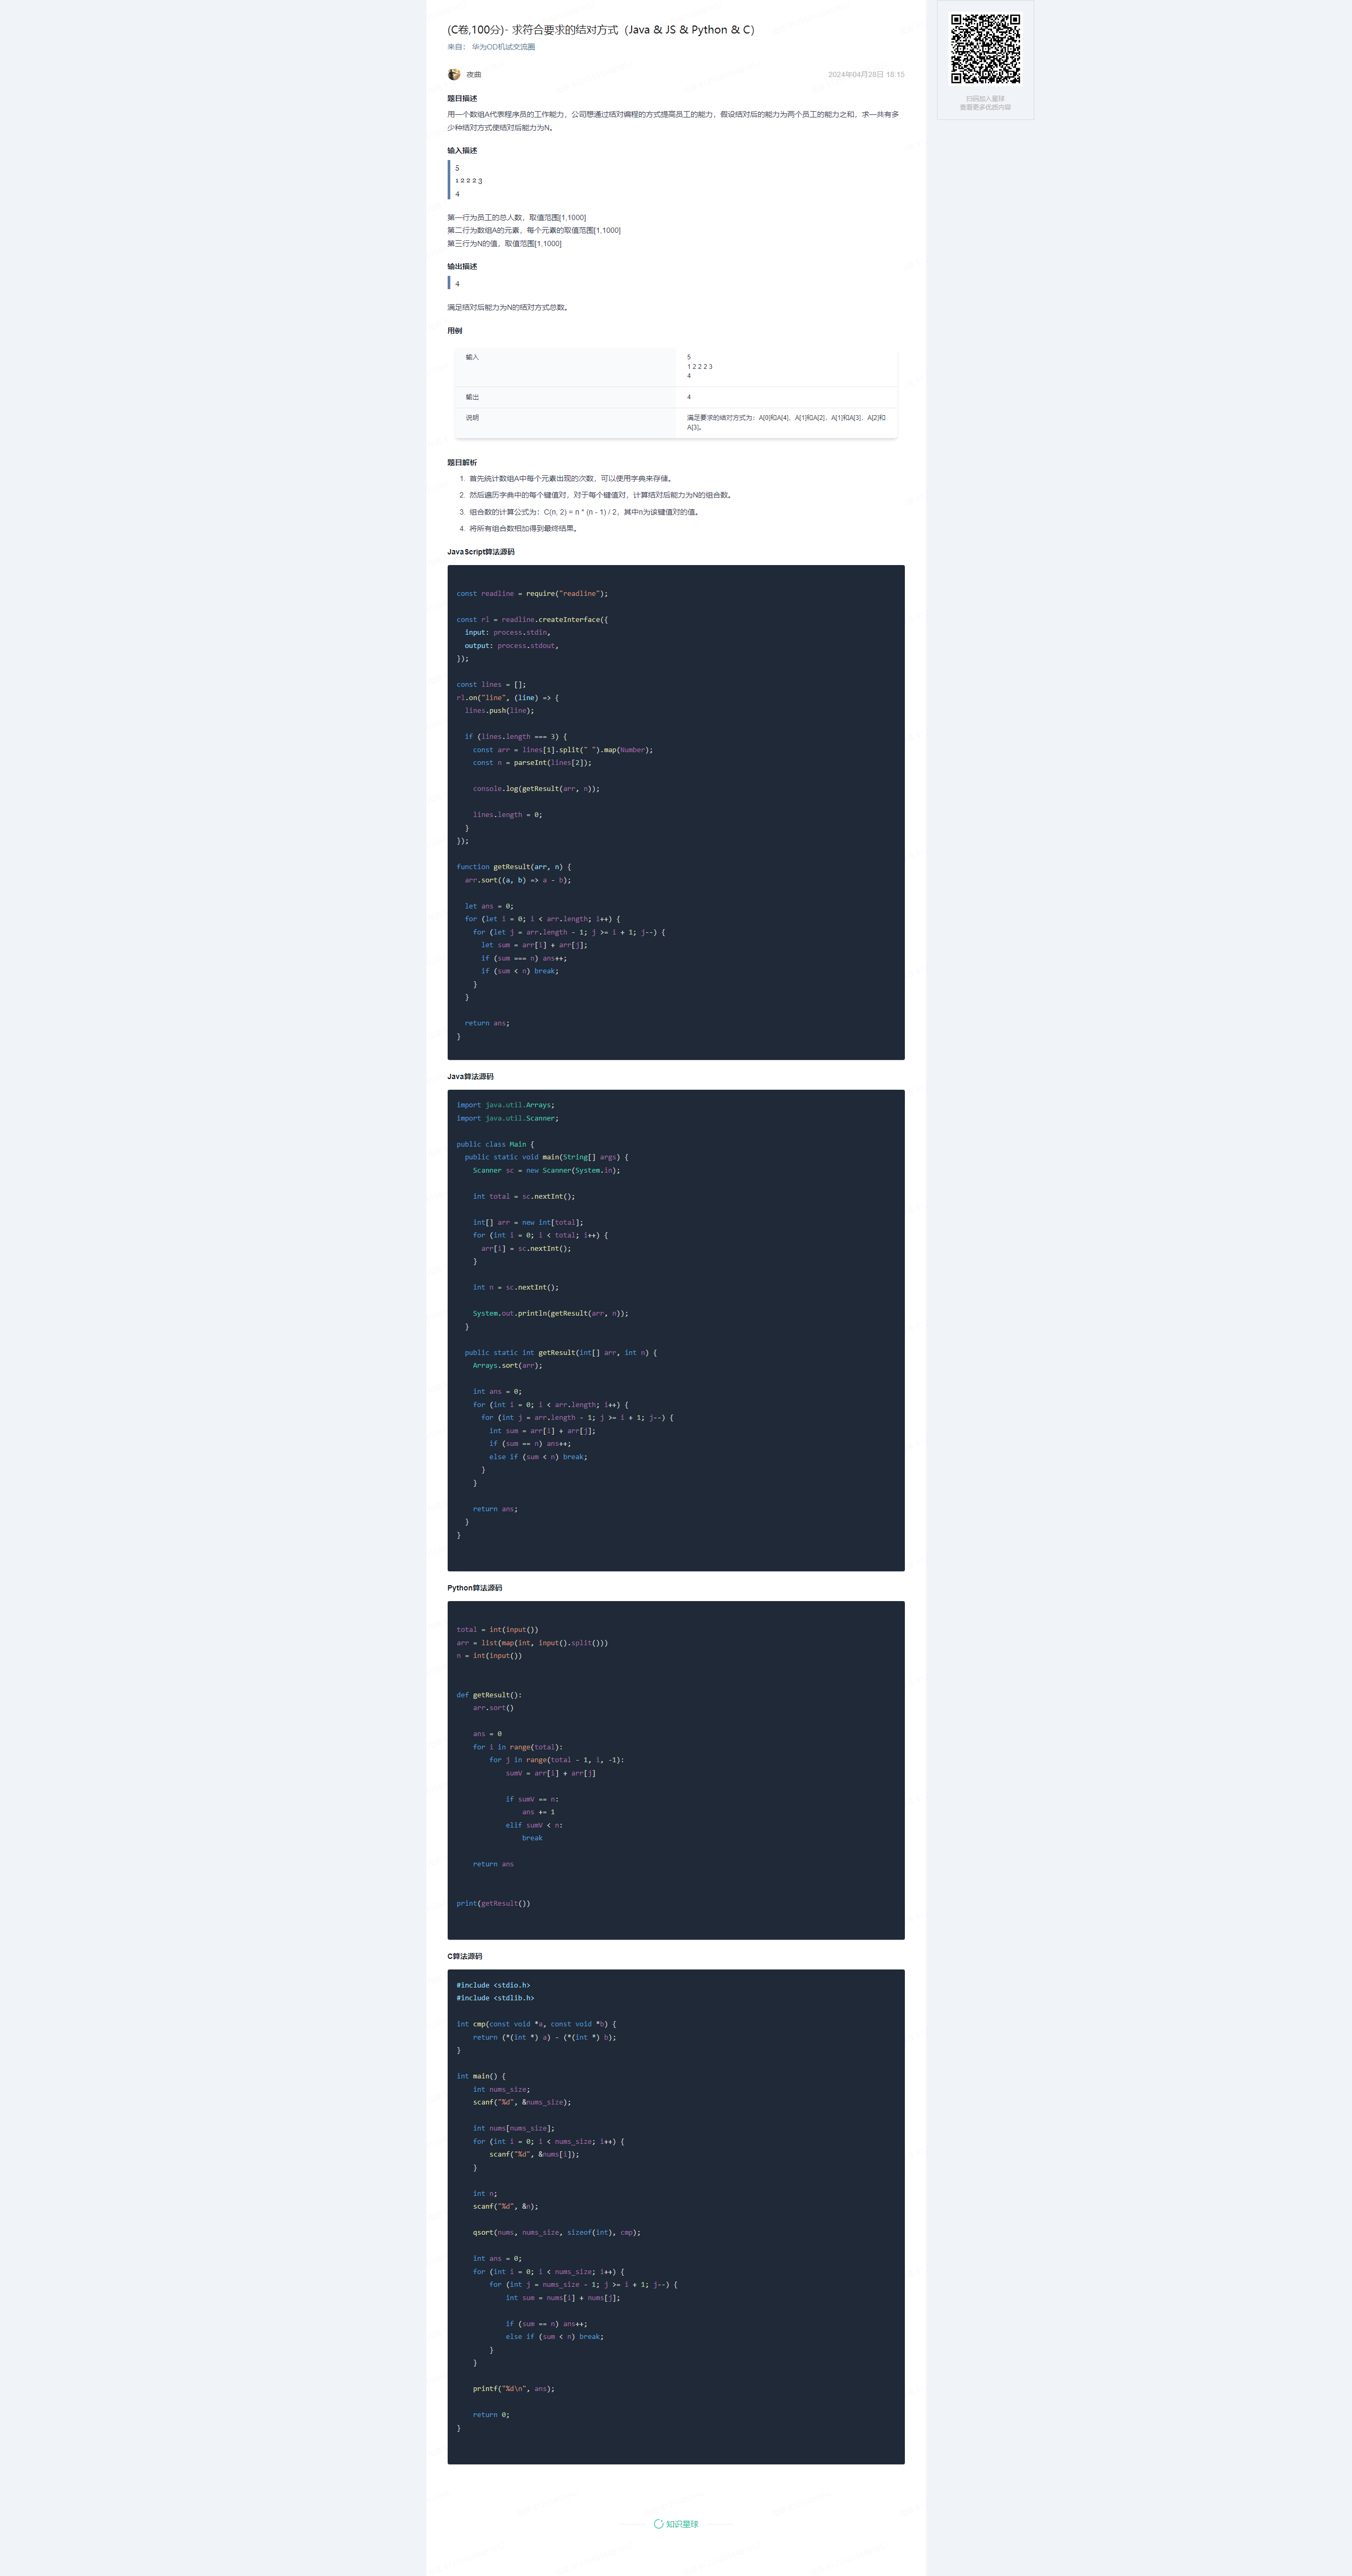 (C卷,100分)- 求符合要求的结对方式（Java & JS & Python & C）
来自： 华为OD机试交流圈
夜曲
2024年04月28日 18:15
扫码加入星球
查看更多优质内容
题目描述
用一个数组A代表程序员的工作能力，公司想通过结对编程的方式提高员工的能力，假设结对后的能力为两个员工的能力之和，求一共有多
少种结对方式使结对后能力为N。
输入描述
5
1 2 2 2 3
4
第一行为员工的总人数，取值范围[1,1000]
第二行为数组A的元素，每个元素的取值范围[1,1000]
第三行为N的值，取值范围[1,1000]
输出描述
4
满足结对后能力为N的结对方式总数。
用例
输入
5
1 2 2 2 3
4
输出
4
说明
满足要求的结对方式为：A[0]和A[4]，A[1]和A[2]，A[1]和A[3]，A[2]和
A[3]。
题目解析
1. 首先统计数组A中每个元素出现的次数，可以使用字典来存储。
2. 然后遍历字典中的每个键值对，对于每个键值对，计算结对后能力为N的组合数。
3. 组合数的计算公式为：C(n, 2) = n * (n - 1) / 2，其中n为该键值对的值。
4. 将所有组合数相加得到最终结果。
JavaScript算法源码
const readline = require("readline");
const rl = readline.createInterface({
  input: process.stdin,
  output: process.stdout,
});
const lines = [];
rl.on("line", (line) => {
  lines.push(line);
  if (lines.length === 3) {
    const arr = lines[1].split(" ").map(Number);
    const n = parseInt(lines[2]);
    console.log(getResult(arr, n));
    lines.length = 0;
  }
});
function getResult(arr, n) {
  arr.sort((a, b) => a - b);
  let ans = 0;
  for (let i = 0; i < arr.length; i++) {
    for (let j = arr.length - 1; j >= i + 1; j--) {
      let sum = arr[i] + arr[j];
      if (sum === n) ans++;
      if (sum < n) break;
    }
  }
  return ans;
}
Java算法源码
import java.util.Arrays;
import java.util.Scanner;
public class Main {
  public static void main(String[] args) {
    Scanner sc = new Scanner(System.in);
    int total = sc.nextInt();
    int[] arr = new int[total];
    for (int i = 0; i < total; i++) {
      arr[i] = sc.nextInt();
    }
    int n = sc.nextInt();
    System.out.println(getResult(arr, n));
  }
  public static int getResult(int[] arr, int n) {
    Arrays.sort(arr);
    int ans = 0;
    for (int i = 0; i < arr.length; i++) {
      for (int j = arr.length - 1; j >= i + 1; j--) {
        int sum = arr[i] + arr[j];
        if (sum == n) ans++;
        else if (sum < n) break;
      }
    }
    return ans;
  }
}
Python算法源码
total = int(input())
arr = list(map(int, input().split()))
n = int(input())
def getResult():
    arr.sort()
    ans = 0
    for i in range(total):
        for j in range(total - 1, i, -1):
            sumV = arr[i] + arr[j]
            if sumV == n:
                ans += 1
            elif sumV < n:
                break
    return ans
print(getResult())
C算法源码
#include <stdio.h>
#include <stdlib.h>
int cmp(const void *a, const void *b) {
    return (*(int *) a) - (*(int *) b);
}
int main() {
    int nums_size;
    scanf("%d", &nums_size);
    int nums[nums_size];
    for (int i = 0; i < nums_size; i++) {
        scanf("%d", &nums[i]);
    }
    int n;
    scanf("%d", &n);
    qsort(nums, nums_size, sizeof(int), cmp);
    int ans = 0;
    for (int i = 0; i < nums_size; i++) {
        for (int j = nums_size - 1; j >= i + 1; j--) {
            int sum = nums[i] + nums[j];
            if (sum == n) ans++;
            else if (sum < n) break;
        }
    }
    printf("%d\n", ans);
    return 0;
}
知识星球